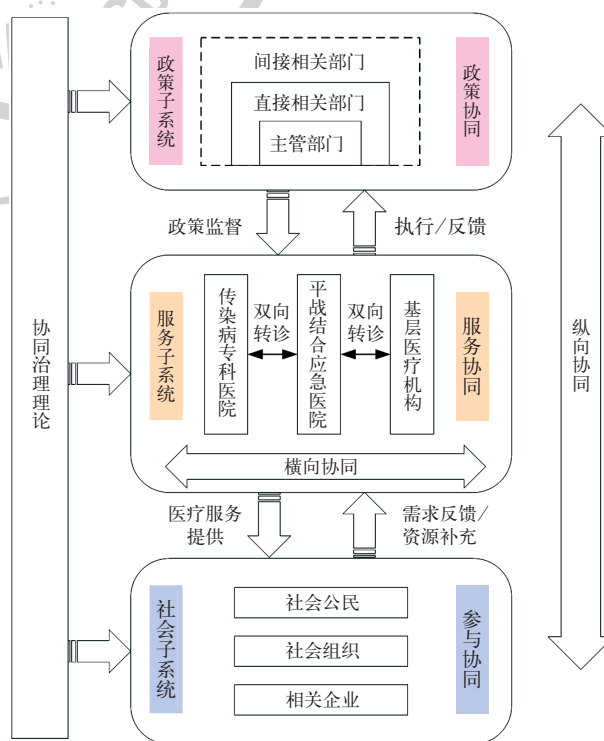 协同治理理论
政策子系统
间接相关部门
直接相关部门
主管部门
政策协同
政策监督
执行/反馈
服务子系统
传染病专科医院
双向
转诊
平战结合应急医院
双向
转诊
基层医疗机构
服务协同
横向协同
医疗服务
提供
需求反馈/
资源补充
社会子系统
社会公民
社会组织
相关企业
参与协同
纵向协同